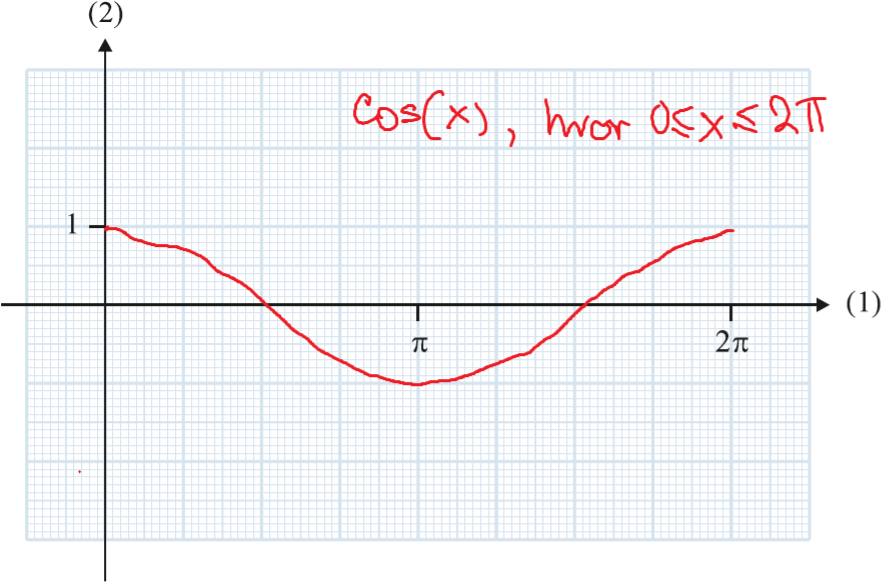 (2)
cos(x), hvor 0≤x≤2π
1
(1)
π
2π